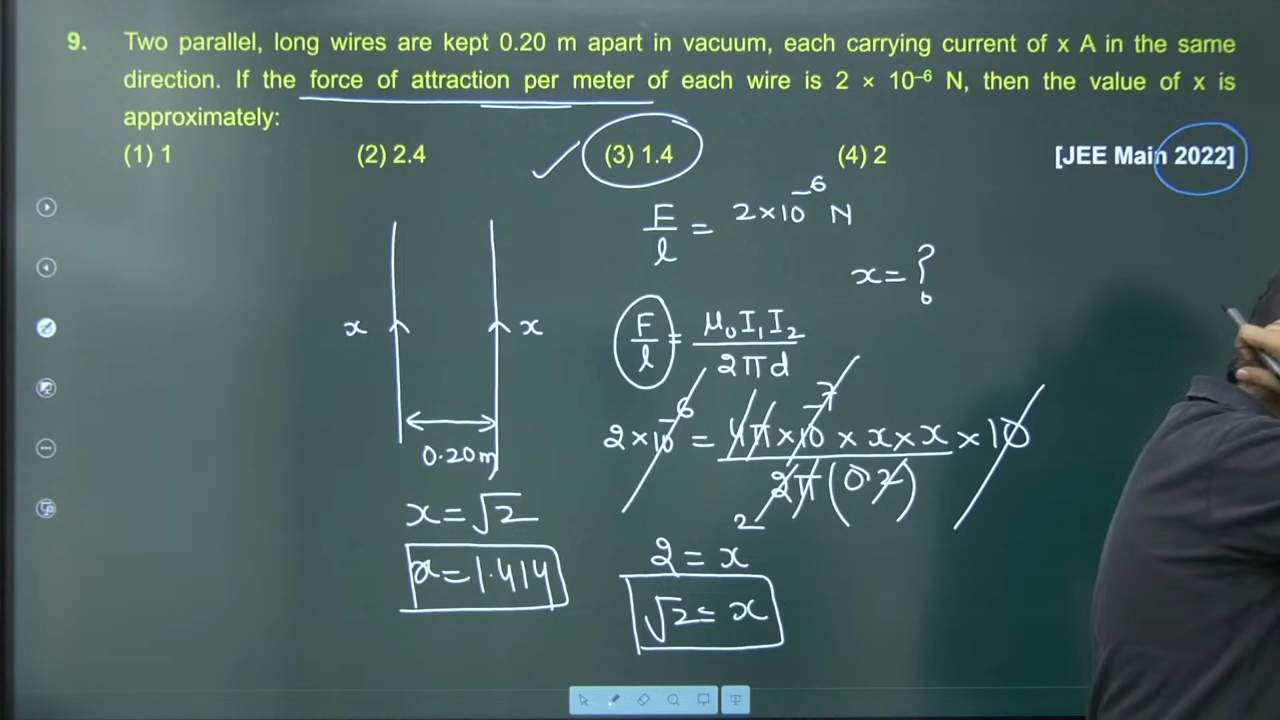 9. Two parallel, long wires are kept 0.20 m apart in vacuum, each carrying current of x A in the same
direction. If the force of attraction per meter of each wire is 2 × 10⁻⁶ N, then the value of x is
approximately:
(1) 1 (2) 2.4 (3) 1.4 (4) 2 [JEE Main 2022]
F/l = 2×10⁻⁶ N
x = ?
x x
0.20m
F/l = μ₀I₁I₂/2πd
2×10⁻⁶ = 4π×10⁻⁷ × x × x × 10 / 2π(0.2)
2
2 = x
√2 = x
x = √2
x = 1.414